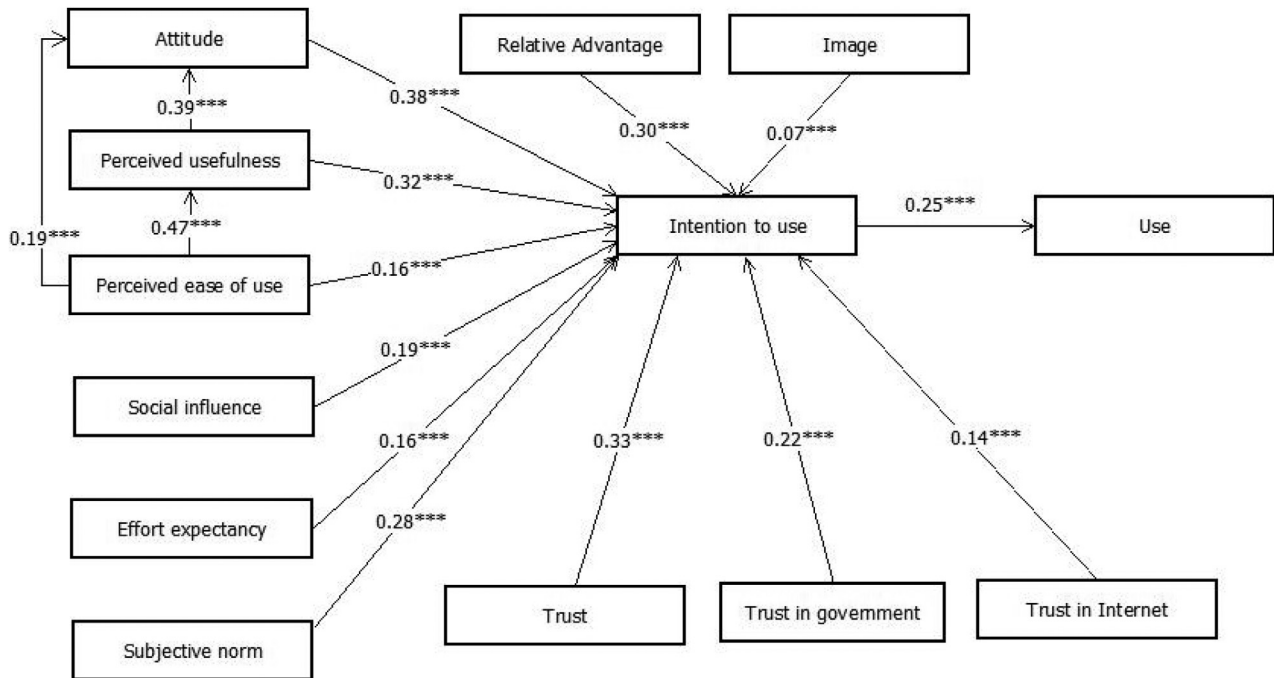 Attitude
Relative Advantage
Image
0.38***
0.39***
0.30***
0.07***
Perceived usefulness
0.32***
0.25***
Intention to use
Use
0.47***
0.19***
0.16***
Perceived ease of use
0.19***
Social influence
0.16***
0.33***
0.22***
0.14***
Effort expectancy
0.28***
Trust
Trust in government
Trust in Internet
Subjective norm